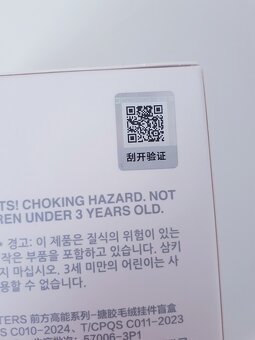 刮开验证
TS! CHOKING HAZARD. NOT
REN UNDER 3 YEARS OLD.
경고: 이 제품은 질식의 위험이 있는
작은 부품을 포함하고 있습니다. 삼키
지 마십시오. 3세 미만의 어린이는 사
용할 수 없습니다.
TERS 前方高能系列-搪胶毛绒挂件盲盒
S C010-2024、T/CPQS C011-2023
57006-3P1